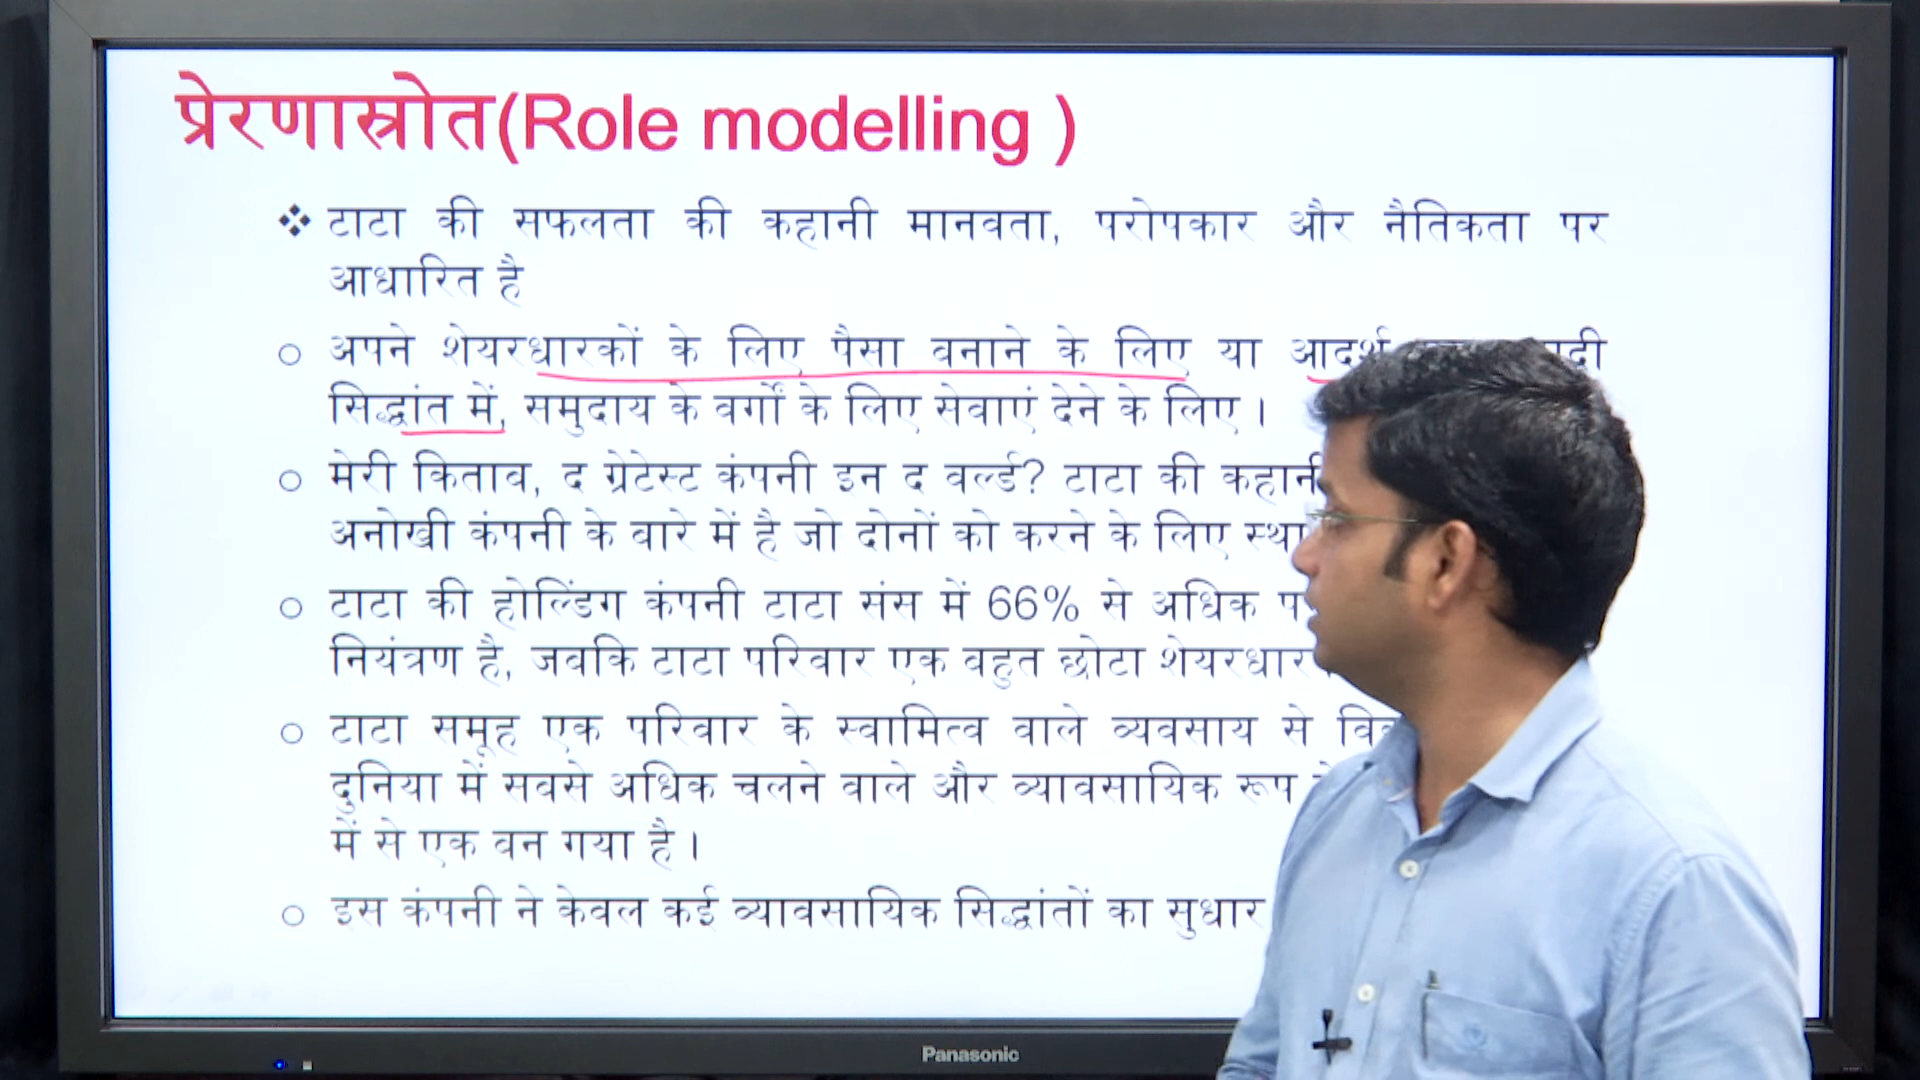 प्रेरणास्रोत(Role modelling )
❖ टाटा की सफलता की कहानी मानवता, परोपकार और नैतिकता पर
आधारित है
○ अपने शेयरधारकों के लिए पैसा बनाने के लिए या आदर्श
सिद्धांत में, समुदाय के वर्गों के लिए सेवाएं देने के लिए।
○ मेरी किताब, द ग्रेटेस्ट कंपनी इन द वर्ल्ड? टाटा की कहानी
अनोखी कंपनी के बारे में है जो दोनों को करने के लिए
○ टाटा की होल्डिंग कंपनी टाटा संस में 66% से अधिक
नियंत्रण है, जबकि टाटा परिवार एक बहुत छोटा
○ टाटा समूह एक परिवार के स्वामित्व वाले व्यवसाय से
दुनिया में सबसे अधिक चलने वाले और व्यावसायिक रूप
में से एक बन गया है।
○ इस कंपनी ने केवल कई व्यावसायिक सिद्धांतों का सुधार
Panasonic